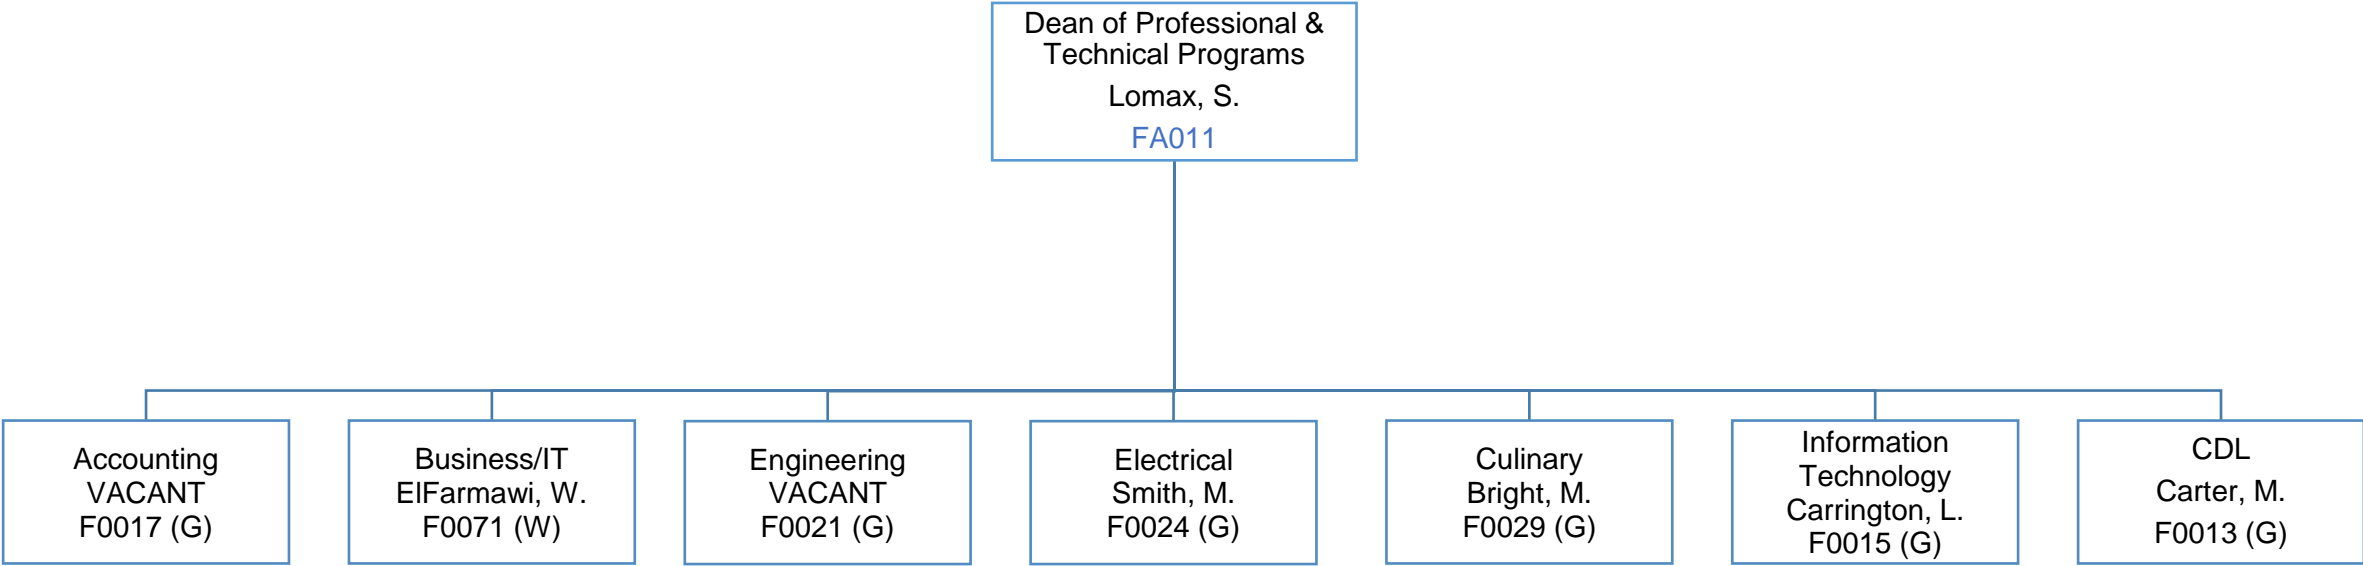 Dean of Professional &
Technical Programs
Lomax, S.
FA011
Accounting
VACANT
F0017 (G)
Business/IT
ElFarmawi, W.
F0071 (W)
Engineering
VACANT
F0021 (G)
Electrical
Smith, M.
F0024 (G)
Culinary
Bright, M.
F0029 (G)
Information
Technology
Carrington, L.
F0015 (G)
CDL
Carter, M.
F0013 (G)